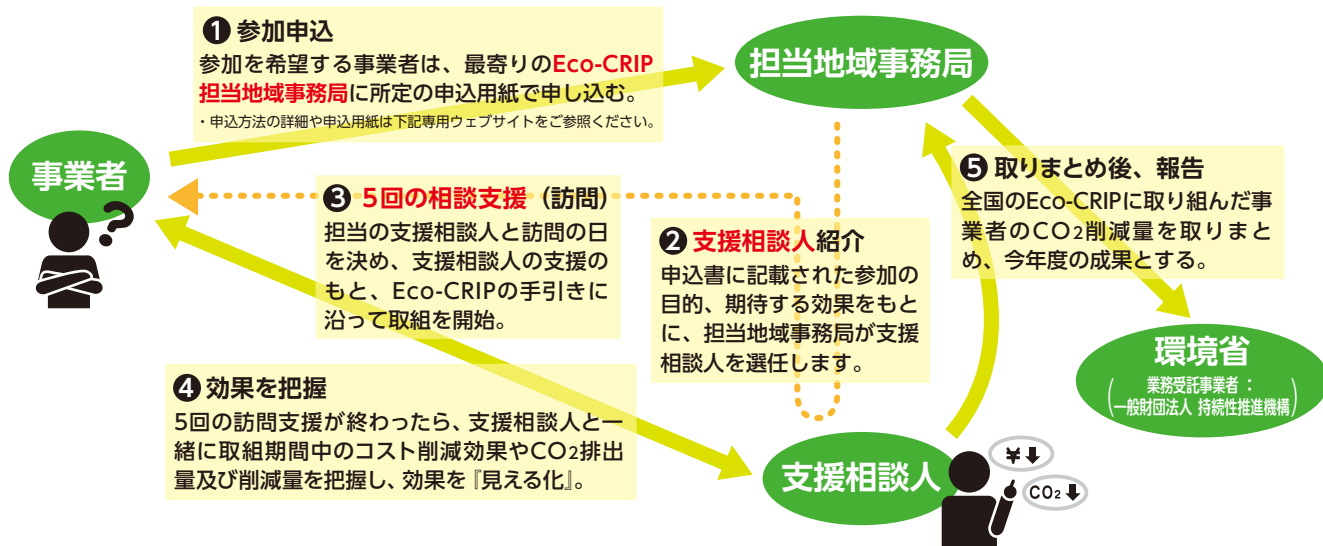 ❶ 参加申込
参加を希望する事業者は、最寄りのEco-CRIP
担当地域事務局に所定の申込用紙で申し込む。
・申込方法の詳細や申込用紙は下記専用ウェブサイトをご参照ください。
担当地域事務局
事業者
?
❷ 支援相談人紹介
申込書に記載された参加の
目的、期待する効果をもと
に、担当地域事務局が支援
相談人を選任します。
❸ 5回の相談支援（訪問）
担当の支援相談人と訪問の日
を決め、支援相談人の支援の
もと、Eco-CRIPの手引きに
沿って取組を開始。
❹ 効果を把握
5回の訪問支援が終わったら、支援相談人と一
緒に取組期間中のコスト削減効果やCO₂排出
量及び削減量を把握し、効果を『見える化』。
支援相談人
¥⬇
CO₂⬇
❺ 取りまとめ後、報告
全国のEco-CRIPに取り組んだ事
業者のCO₂削減量を取りまと
め、今年度の成果とする。
環境省
（業務受託事業者：
一般財団法人 持続性推進機構）